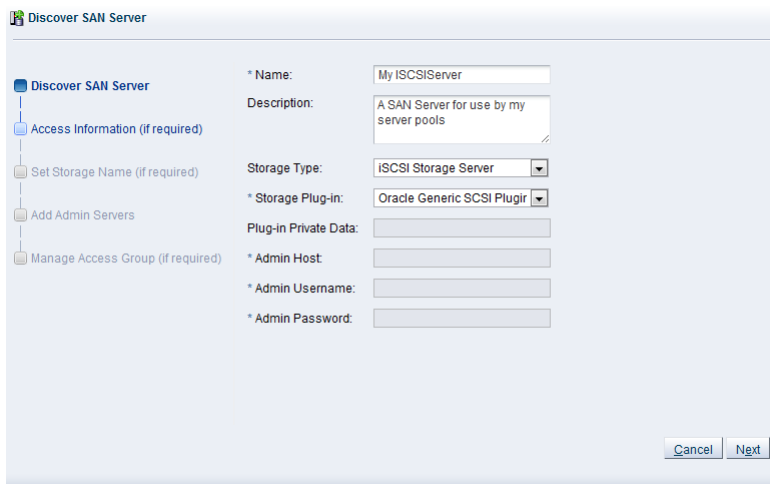 Discover SAN Server
Discover SAN Server
Access Information (if required)
Set Storage Name (if required)
Add Admin Servers
Manage Access Group (if required)
* Name: My ISCSIServer
Description: A SAN Server for use by my
server pools
Storage Type: iSCSI Storage Server
* Storage Plug-in: Oracle Generic SCSI Plugin
Plug-in Private Data:
* Admin Host:
* Admin Username:
* Admin Password:
Cancel Next